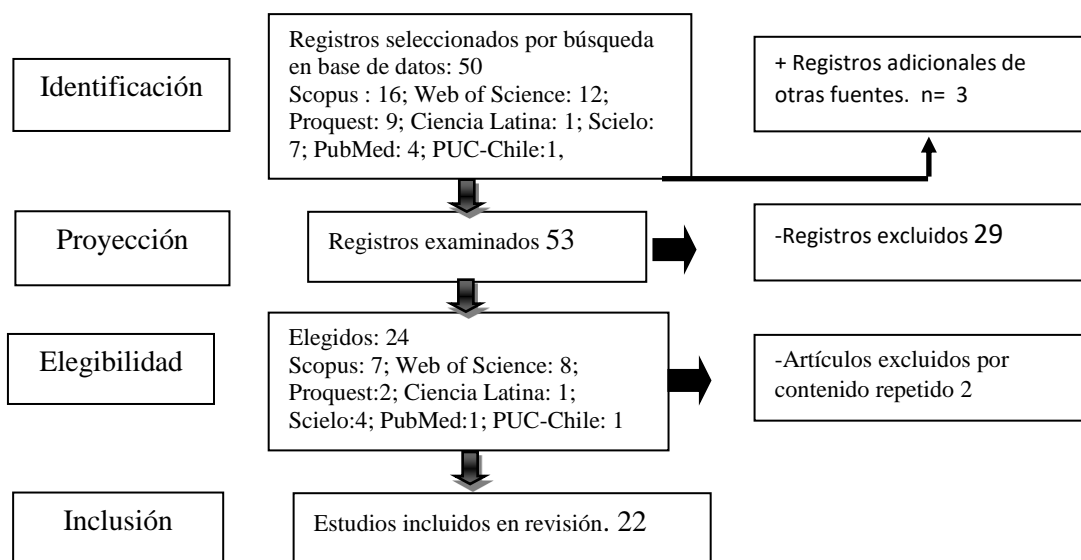 Identificación
Registros seleccionados por búsqueda
en base de datos: 50
Scopus : 16; Web of Science: 12;
Proquest: 9; Ciencia Latina: 1; Scielo:
7; PubMed: 4; PUC-Chile:1,
+ Registros adicionales de
otras fuentes. n= 3
Proyección
Registros examinados 53
-Registros excluidos 29
Elegibilidad
Elegidos: 24
Scopus: 7; Web of Science: 8;
Proquest:2; Ciencia Latina: 1;
Scielo:4; PubMed:1; PUC-Chile: 1
-Artículos excluidos por
contenido repetido 2
Inclusión
Estudios incluidos en revisión. 22